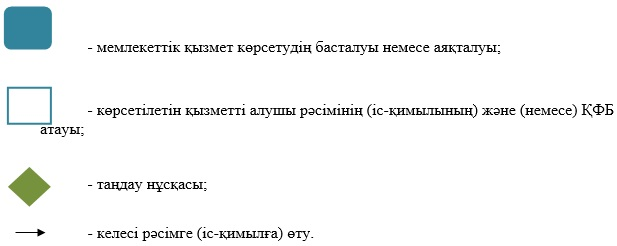 - мемлекеттік қызмет көрсетудің басталуы немесе аяқталуы;
- көрсетілетін қызметті алушы рәсімінің (іс-қимылының) және (немесе) ҚФБ
атауы;
- таңдау нұсқасы;
- келесі рәсімге (іс-қимылға) өту.